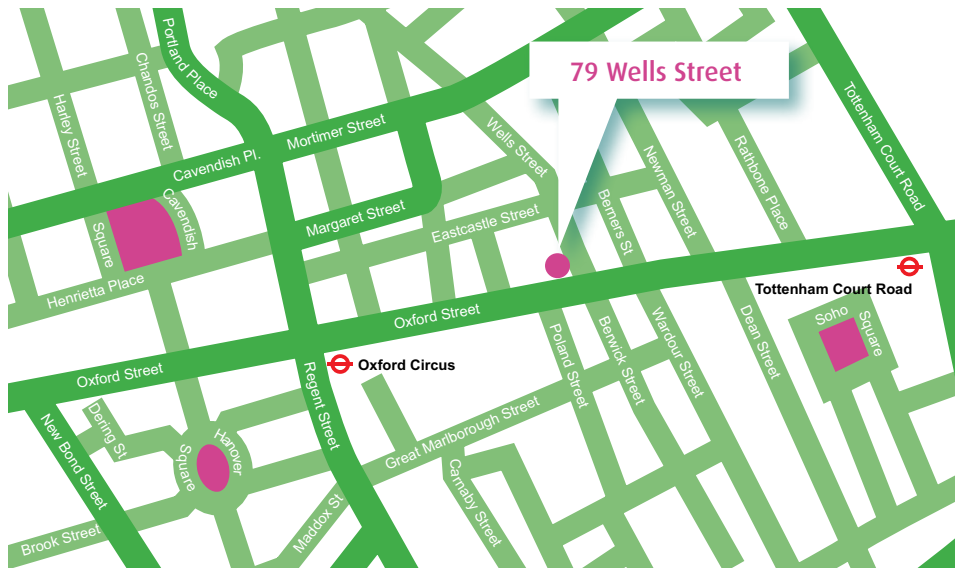 Portland Place
79 Wells Street
Chandos Street
Harley Street
Tottenham Court Road
Mortimer Street
Wells Street
Cavendish Pl.
Newman Street
Rathbone Place
Cavendish
Square
Margaret Street
Eastcastle Street
Berners St
Henrietta Place
Tottenham Court Road
Oxford Street
Soho
Square
Oxford Street
Oxford Circus
Regent Street
Poland Street
Berwick Street
Wardour Street
Dean Street
Dering St
New Bond Street
Hanover
Square
Great Marlborough Street
Carnaby Street
Maddox St
Brook Street